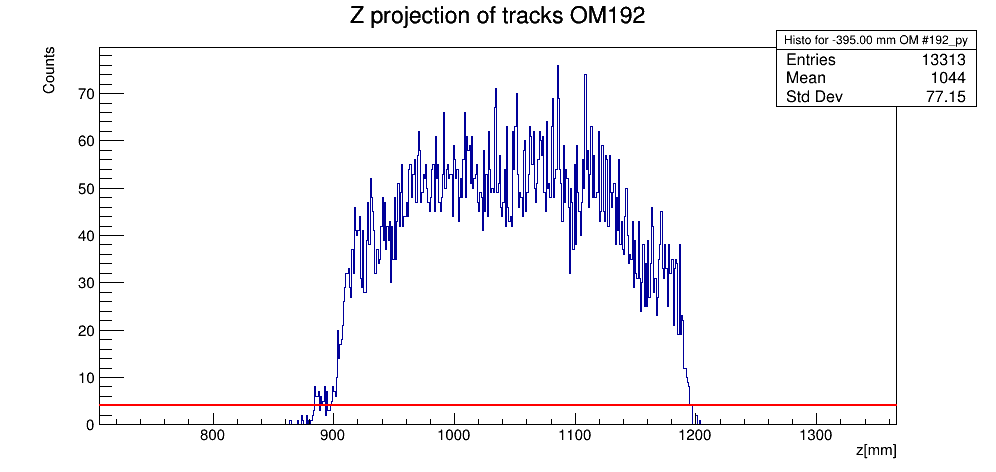 Z projection of tracks OM192
Histo for -395.00 mm OM #192_py
Entries 13313
Mean 1044
Std Dev 77.15
Counts
70
60
50
40
30
20
10
0
800 900 1000 1100 1200 1300
z[mm]